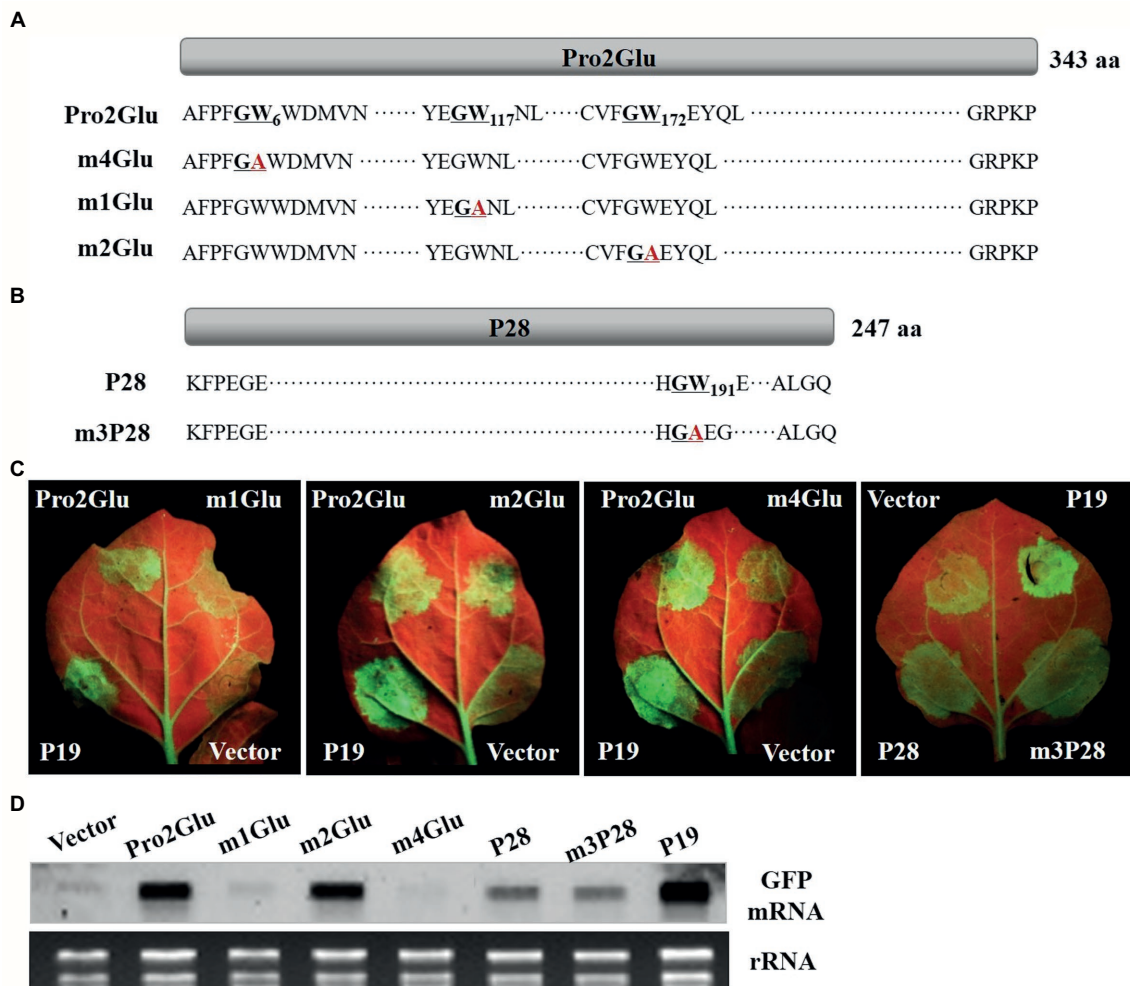 A
Pro2Glu 343 aa
Pro2Glu AFPFGW6WDMVN ······ YEGW117NL·····CVFGW172EYQL ································ GRPKP
m4Glu AFPFGAWDMVN ········ YEGWNL·········CVFGWEYQL ····································· GRPKP
m1Glu AFPFGWWDMVN ········ YEGANL·········CVFGWEYQL ····································· GRPKP
m2Glu AFPFGWWDMVN ········ YEGWNL·········CVFGAEYQL ····································· GRPKP
B
P28 247 aa
P28 KFPEGE·························································HGW191E···ALGQ
m3P28 KFPEGE·························································HGAEG······ALGQ
C
Pro2Glu m1Glu
P19 Vector
Pro2Glu m2Glu
P19 Vector
Pro2Glu m4Glu
P19 Vector
Vector P19
P28 m3P28
D
Vector Pro2Glu m1Glu m2Glu m4Glu P28 m3P28 P19
GFP
mRNA
rRNA